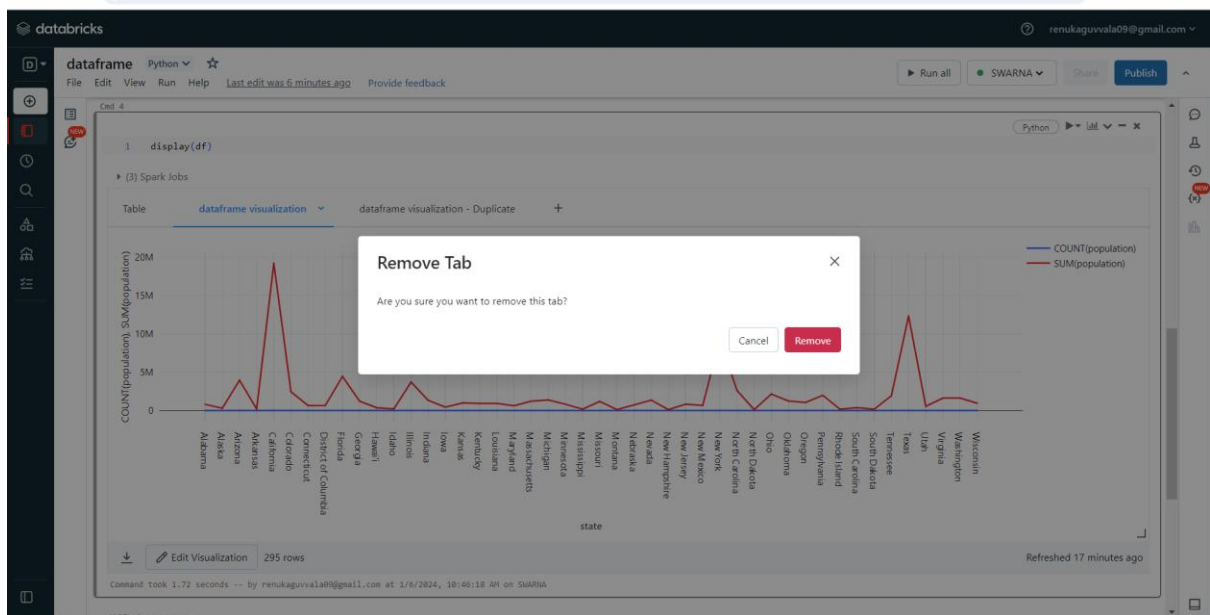 databricks
renukaguvvala09@gmail.com
D
dataframe Python
File Edit View Run Help Last edit was 6 minutes ago Provide feedback
Run all SWARNA Share Publish
NEW
NEW
Cmd 4
Python
1 display(df)
(3) Spark Jobs
Table dataframe visualization dataframe visualization - Duplicate +
Remove Tab
Are you sure you want to remove this tab?
Cancel Remove
COUNT(population)
SUM(population)
COUNT(population), SUM(population)
20M
15M
10M
5M
0
Alabama
Alaska
Arizona
Arkansas
California
Colorado
Connecticut
District of Columbia
Florida
Georgia
Hawai'i
Idaho
Illinois
Indiana
Iowa
Kansas
Kentucky
Louisiana
Maryland
Massachusetts
Michigan
Minnesota
Mississippi
Missouri
Montana
Nebraska
Nevada
New Hampshire
New Jersey
New Mexico
New York
North Carolina
North Dakota
Ohio
Oklahoma
Oregon
Pennsylvania
Rhode Island
South Carolina
South Dakota
Tennessee
Texas
Utah
Virginia
Washington
Wisconsin
state
Edit Visualization 295 rows
Refreshed 17 minutes ago
Command took 1.72 seconds -- by renukaguvvala09@gmail.com at 1/6/2024, 10:46:18 AM on SWARNA